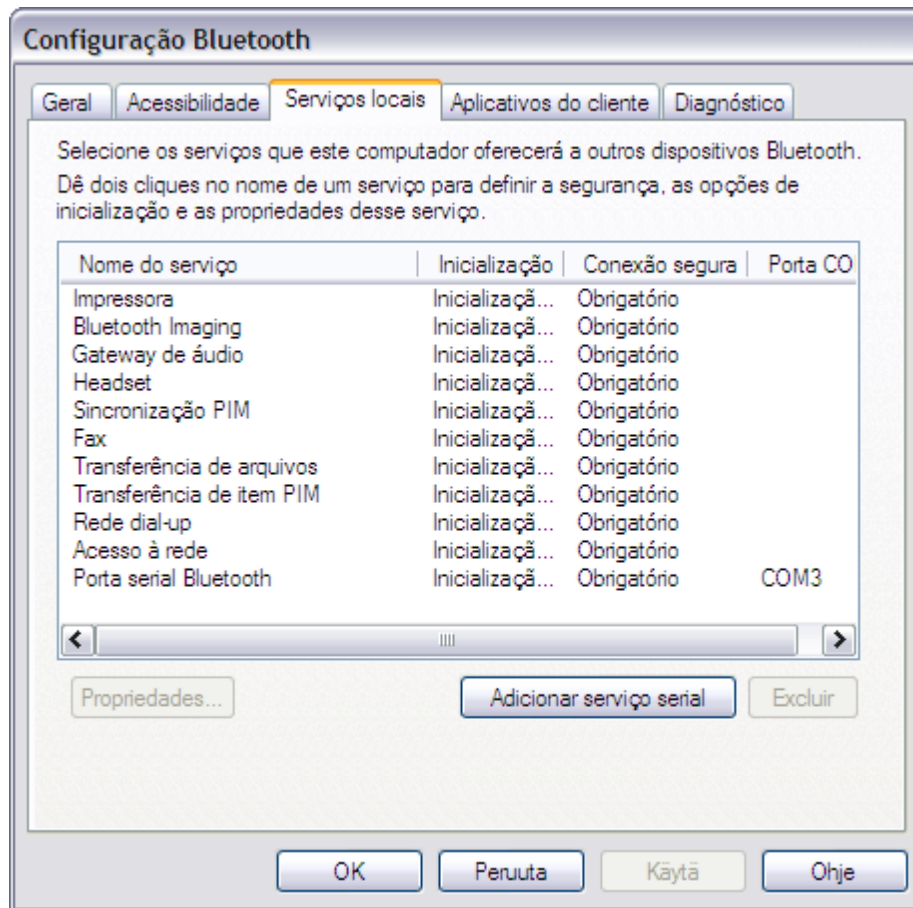 Configuração Bluetooth
Geral Acessibilidade Serviços locais Aplicativos do cliente Diagnóstico
Selecione os serviços que este computador oferecerá a outros dispositivos Bluetooth.
Dê dois cliques no nome de um serviço para definir a segurança, as opções de
inicialização e as propriedades desse serviço.
Nome do serviço Inicialização Conexão segura Porta CO
Impressora Inicializaçã... Obrigatório
Bluetooth Imaging Inicializaçã... Obrigatório
Gateway de áudio Inicializaçã... Obrigatório
Headset Inicializaçã... Obrigatório
Sincronização PIM Inicializaçã... Obrigatório
Fax Inicializaçã... Obrigatório
Transferência de arquivos Inicializaçã... Obrigatório
Transferência de item PIM Inicializaçã... Obrigatório
Rede dial-up Inicializaçã... Obrigatório
Acesso à rede Inicializaçã... Obrigatório
Porta serial Bluetooth Inicializaçã... Obrigatório COM3
Propriedades... Adicionar serviço serial Excluir
OK Peruuta Käytä Ohje